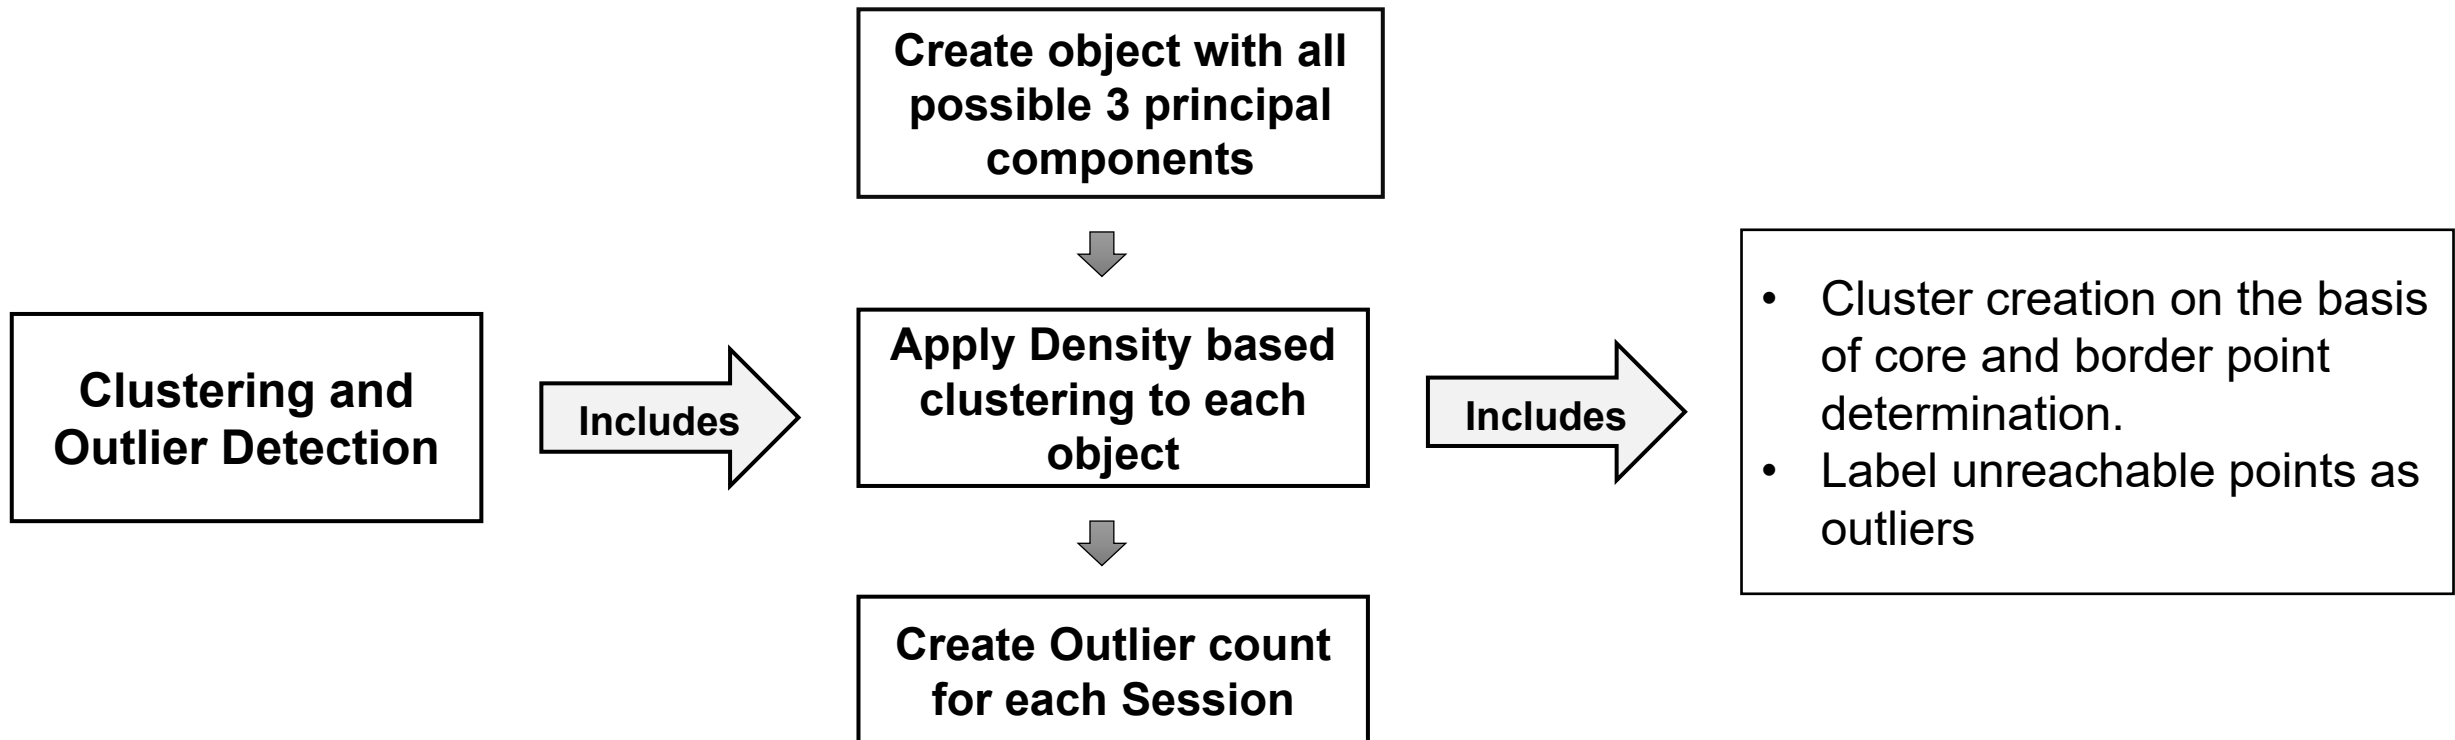 Create object with all
possible 3 principal
components
Clustering and
Outlier Detection
Includes
Apply Density based
clustering to each
object
Includes
• Cluster creation on the basis
of core and border point
determination.
• Label unreachable points as
outliers
Create Outlier count
for each Session